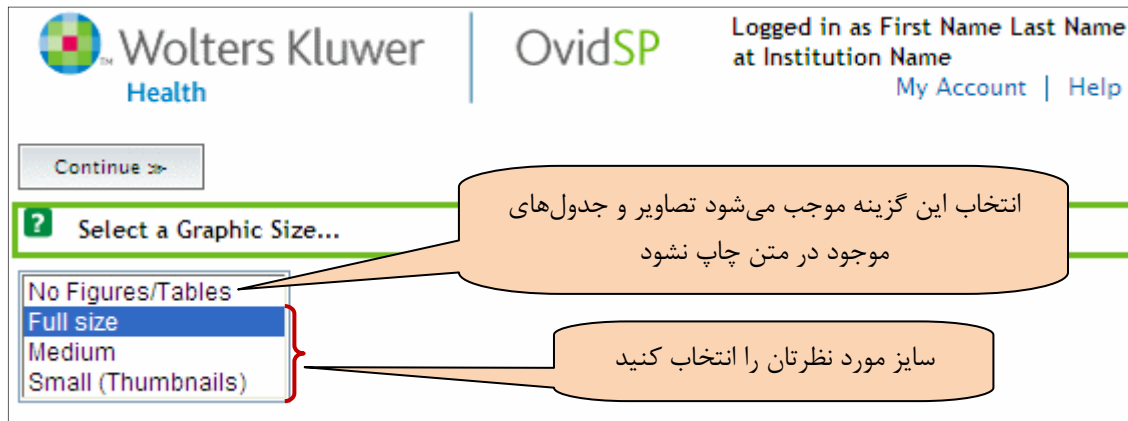 Wolters Kluwer
Health
OvidSP
Logged in as First Name Last Name
at Institution Name
My Account | Help
Continue ≫
? Select a Graphic Size...
انتخاب این گزینه موجب می‌شود تصاویر و جدول‌های
موجود در متن چاپ نشود
No Figures/Tables
Full size
Medium
Small (Thumbnails)
سایز مورد نظرتان را انتخاب کنید